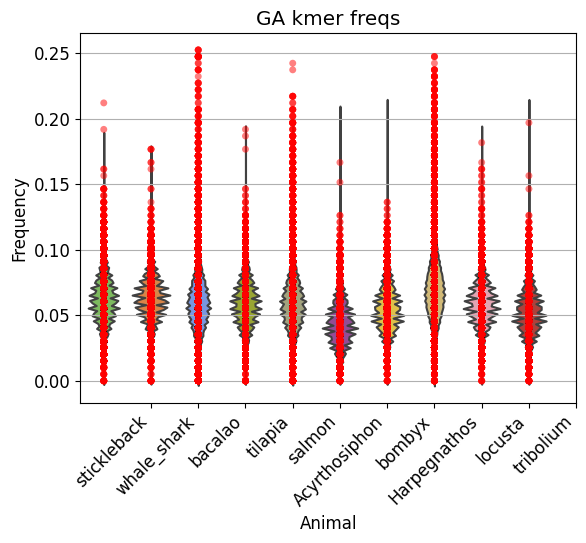 GA kmer freqs
Frequency
0.25
0.20
0.15
0.10
0.05
0.00
stickleback
whale_shark
bacalao
tilapia
salmon
Acyrthosiphon
bombyx
Harpegnathos
locusta
tribolium
Animal